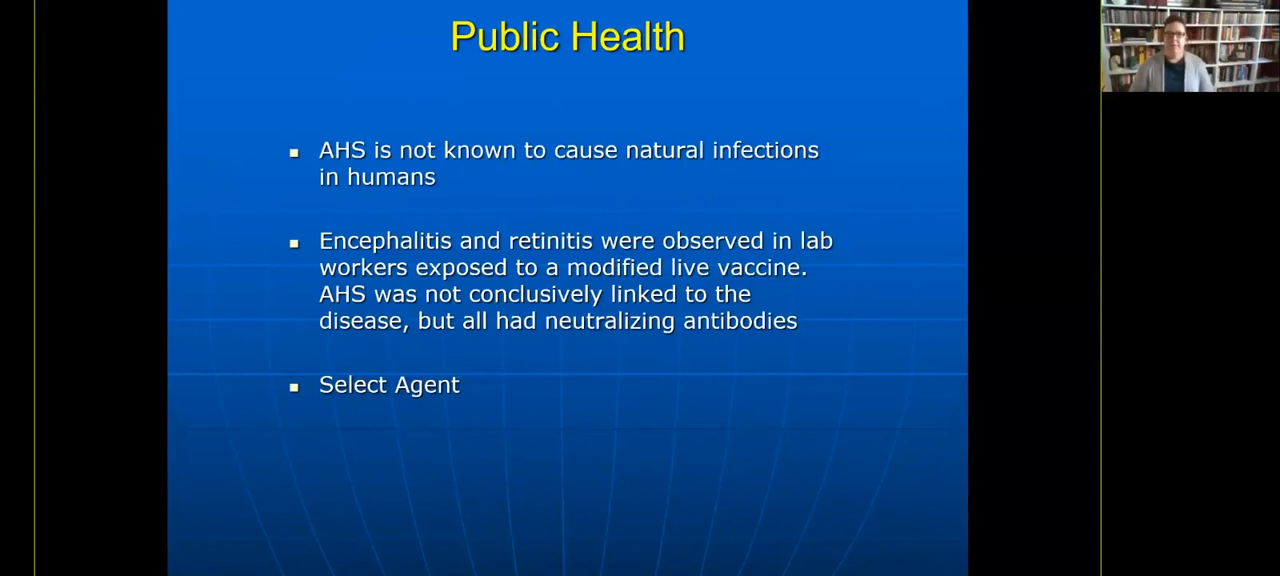 Public Health
AHS is not known to cause natural infections
in humans
Encephalitis and retinitis were observed in lab
workers exposed to a modified live vaccine.
AHS was not conclusively linked to the
disease, but all had neutralizing antibodies
Select Agent